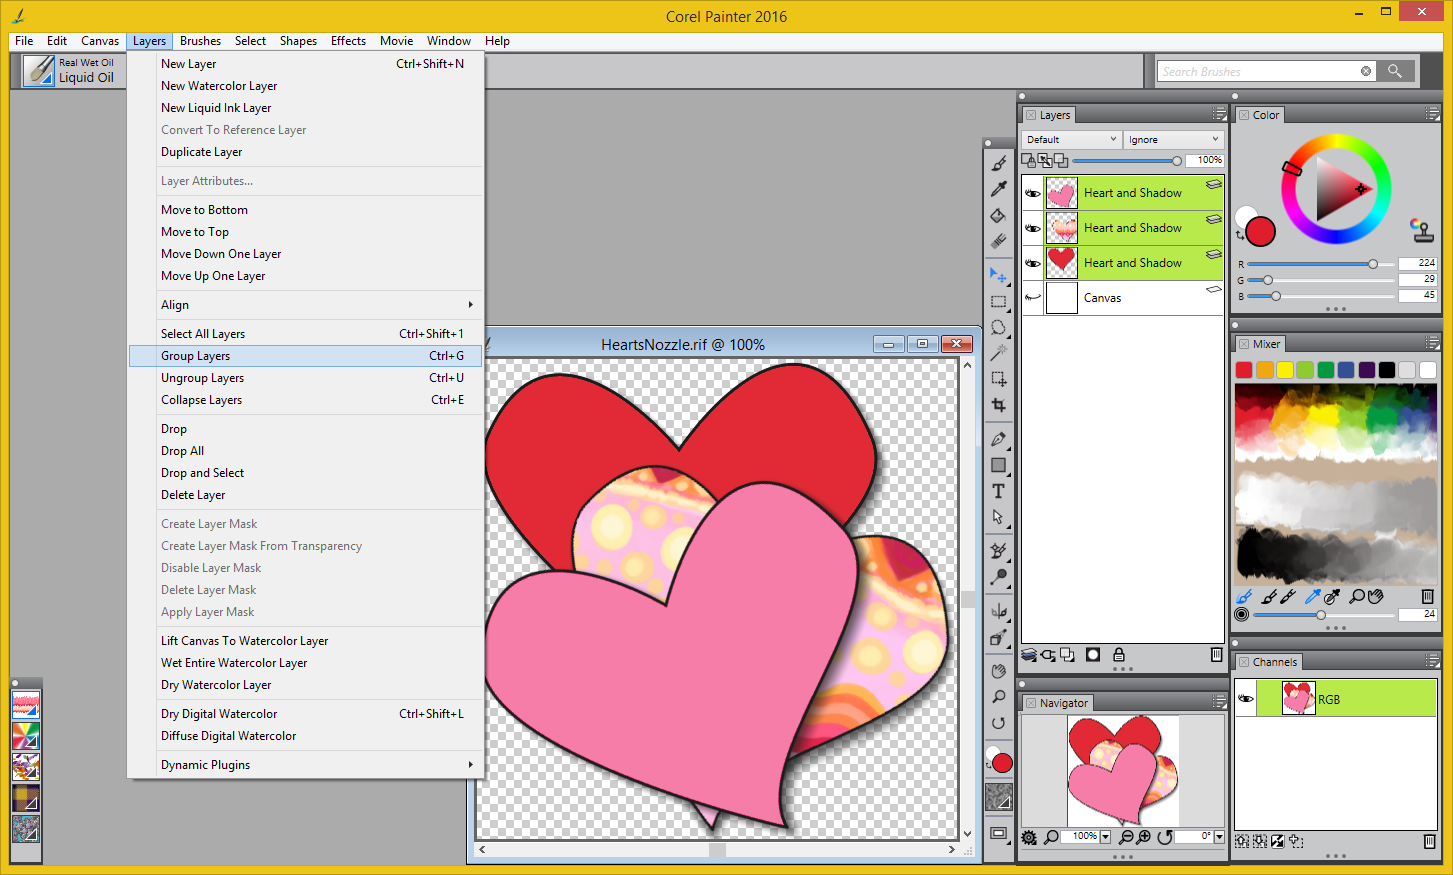 Corel Painter 2016
File Edit Canvas Layers Brushes Select Shapes Effects Movie Window Help
Real Wet Oil
Liquid Oil
Search Brushes
New Layer Ctrl+Shift+N
New Watercolor Layer
New Liquid Ink Layer
Convert To Reference Layer
Duplicate Layer
Layer Attributes...
Move to Bottom
Move to Top
Move Down One Layer
Move Up One Layer
Align
Select All Layers Ctrl+Shift+1
Group Layers Ctrl+G
Ungroup Layers Ctrl+U
Collapse Layers Ctrl+E
Drop
Drop All
Drop and Select
Delete Layer
Create Layer Mask
Create Layer Mask From Transparency
Disable Layer Mask
Delete Layer Mask
Apply Layer Mask
Lift Canvas To Watercolor Layer
Wet Entire Watercolor Layer
Dry Watercolor Layer
Dry Digital Watercolor Ctrl+Shift+L
Diffuse Digital Watercolor
Dynamic Plugins
HeartsNozzle.rif @ 100%
T
Layers
Default Ignore
100%
Heart and Shadow
Heart and Shadow
Heart and Shadow
Canvas
Navigator
100% 0°
Color
R 224
G 29
B 45
Mixer
24
Channels
RGB